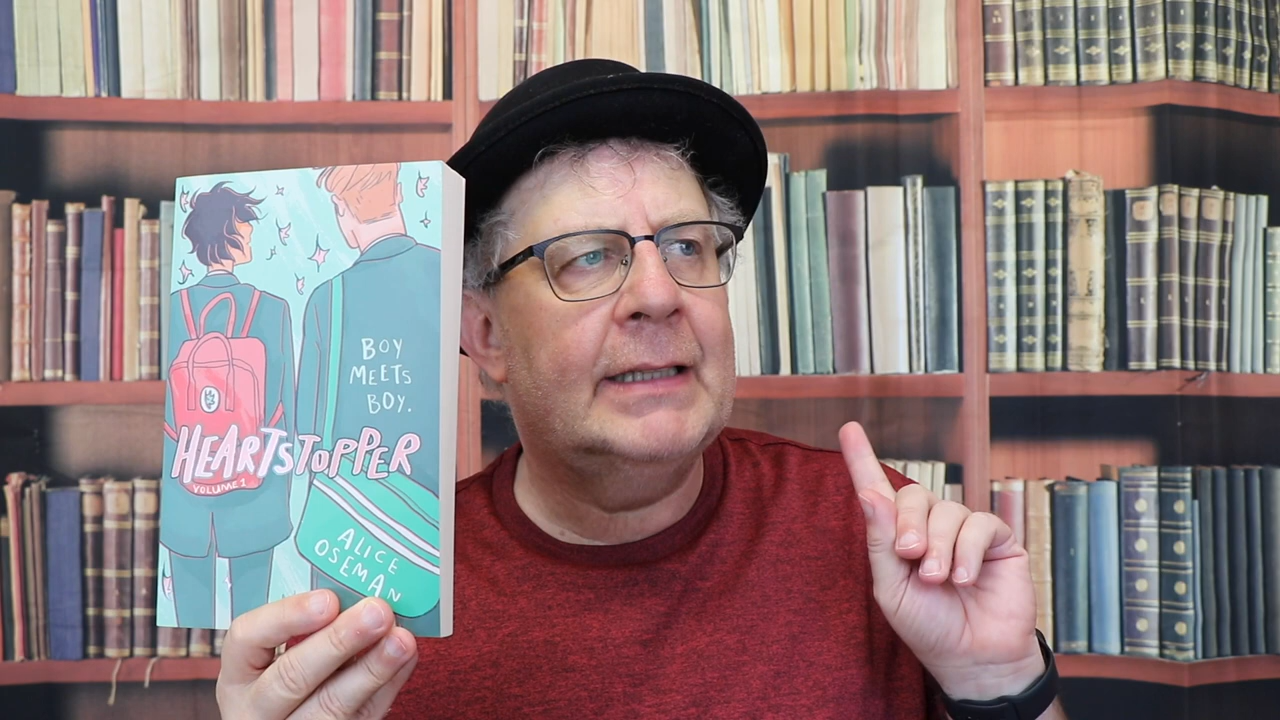 BOY
MEETS
BOY.
HEARTSTOPPER
VOLUME 1
ALICE
OSEMAN